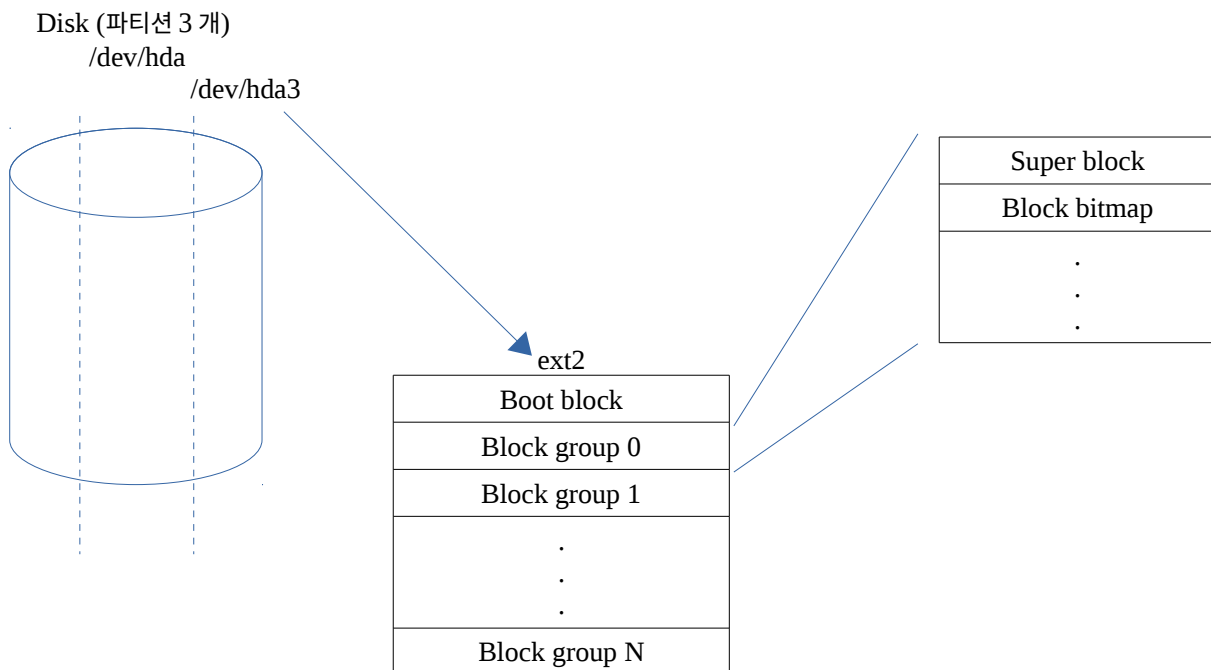 Disk (파티션 3 개)
/dev/hda
/dev/hda3
ext2
Boot block
Block group 0
Block group 1
.
.
.
Block group N
Super block
Block bitmap
.
.
.